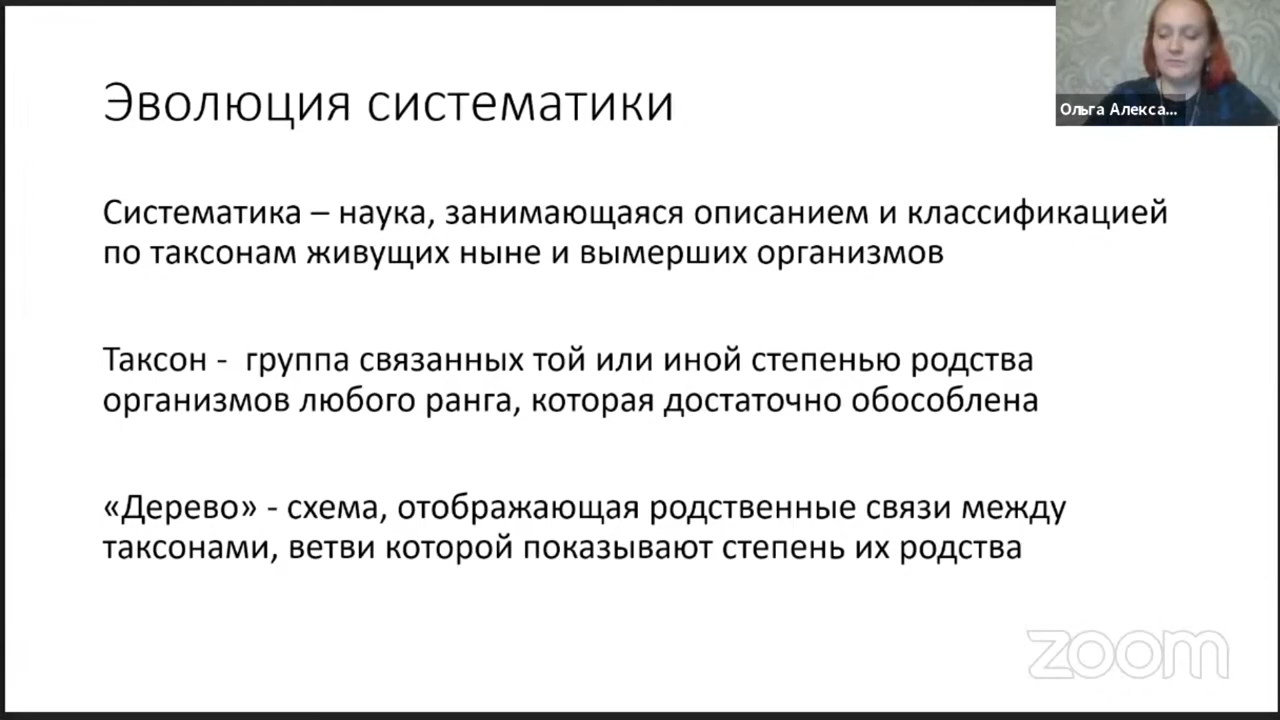 Эволюция систематики
Ольга Алекса...
Систематика – наука, занимающаяся описанием и классификацией
по таксонам живущих ныне и вымерших организмов
Таксон -  группа связанных той или иной степенью родства
организмов любого ранга, которая достаточно обособлена
«Дерево» - схема, отображающая родственные связи между
таксонами, ветви которой показывают степень их родства
zoom